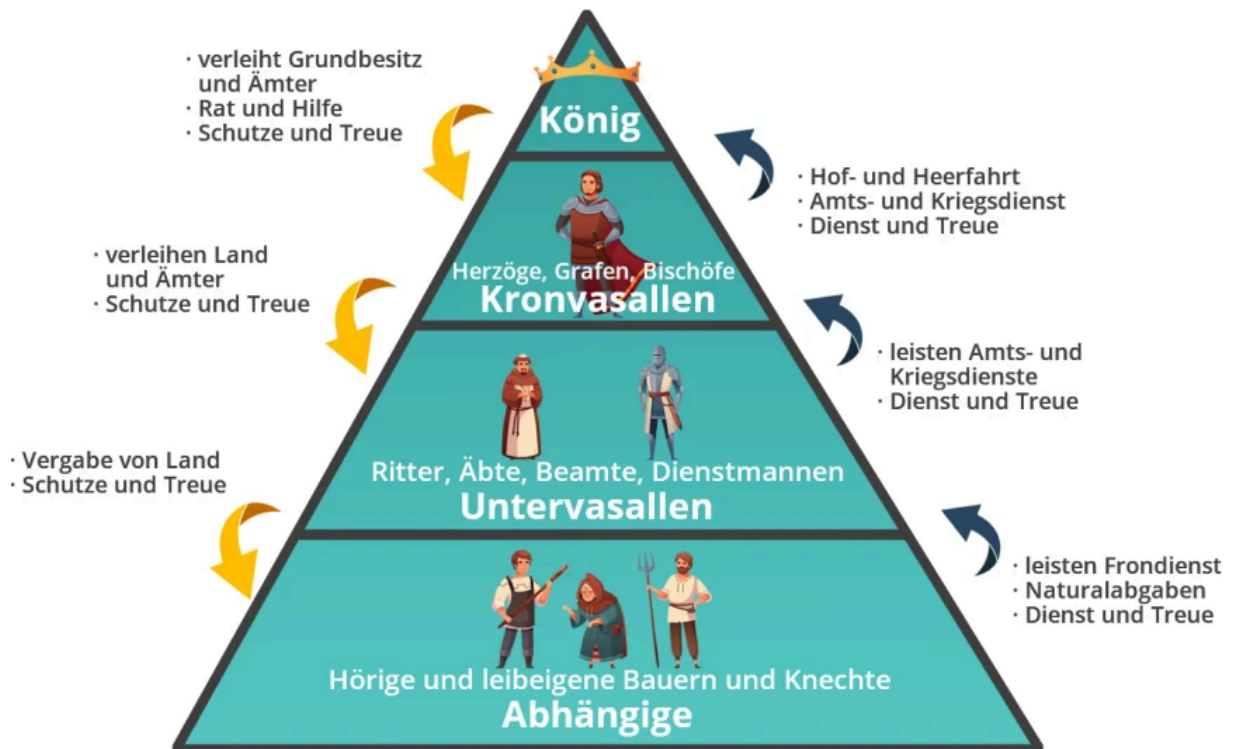 · verleiht Grundbesitz
und Ämter
· Rat und Hilfe
· Schutze und Treue
König
· Hof- und Heerfahrt
· Amts- und Kriegsdienst
· Dienst und Treue
· verleihen Land
und Ämter
· Schutze und Treue
Herzöge, Grafen, Bischöfe
Kronvasallen
· leisten Amts- und
Kriegsdienste
· Dienst und Treue
· Vergabe von Land
· Schutze und Treue
Ritter, Äbte, Beamte, Dienstmannen
Untervasallen
· leisten Frondienst
· Naturalabgaben
· Dienst und Treue
Hörige und leibeigene Bauern und Knechte
Abhängige